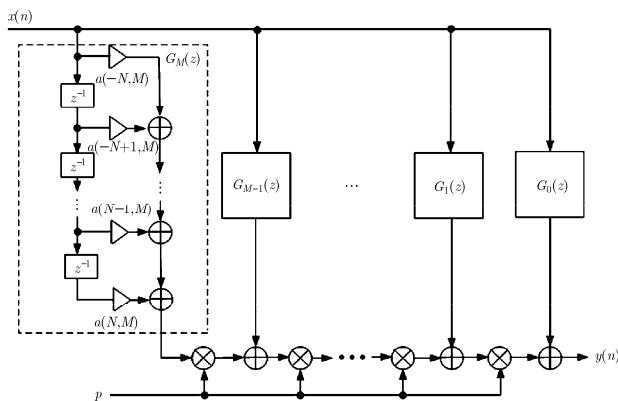 x(n)
G_M(z)
a(−N,M)
z⁻¹
a(−N+1,M)
z⁻¹
⋮
⋮
a(N−1,M)
z⁻¹
a(N,M)
G_{M−1}(z)
...
G_1(z)
G_0(z)
y(n)
p